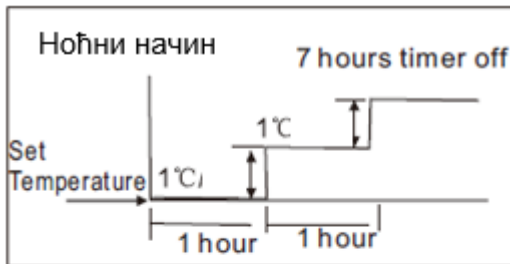 Ноћни начин
7 hours timer off
1℃
Set
Temperature
1℃/
1 hour
1 hour